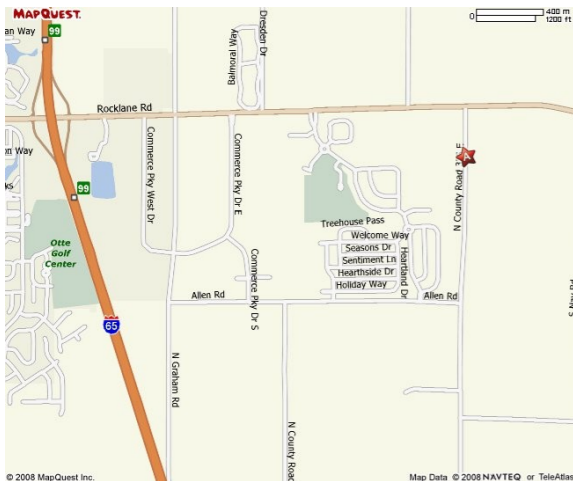 MAPQUEST.
99
an Way
Dresden Dr
Balmoral Way
0
400 m
1200 ft
Rocklane Rd
on Way
ks
99
Commerce Pky West Dr
Commerce Pky Dr E
N County Road
A
Otte
Golf
Center
Treehouse Pass
Welcome Way
Seasons Dr
Sentiment Ln
Hearthside Dr
Holiday Way
Heartland Dr
Commerce Pky Dr S
Allen Rd
Allen Rd
65
N Graham Rd
N County Road
© 2008 MapQuest Inc.
Map Data © 2008 NAVTEQ or TeleAtlas